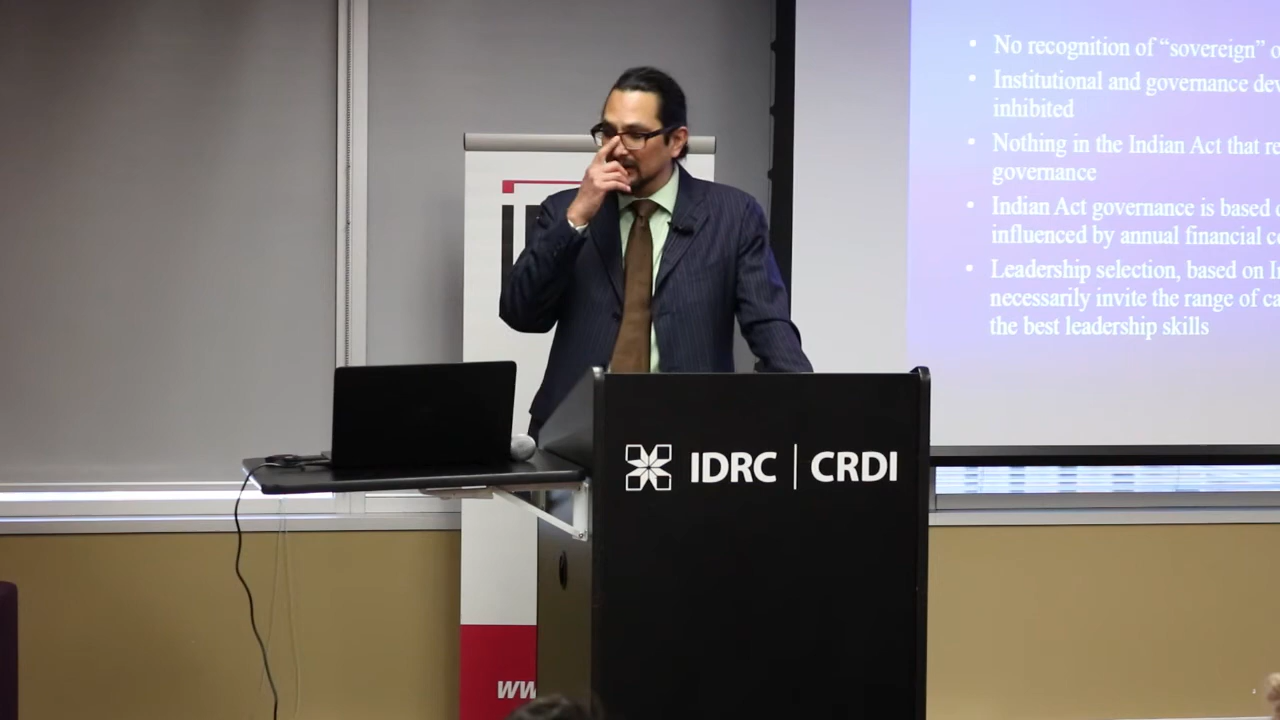 No recognition of “sovereign”
Institutional and governance
inhibited
Nothing in the Indian Act that
governance
Indian Act governance is based
influenced by annual financial
Leadership selection, based on
necessarily invite the range of
the best leadership skills
IDRC | CRDI